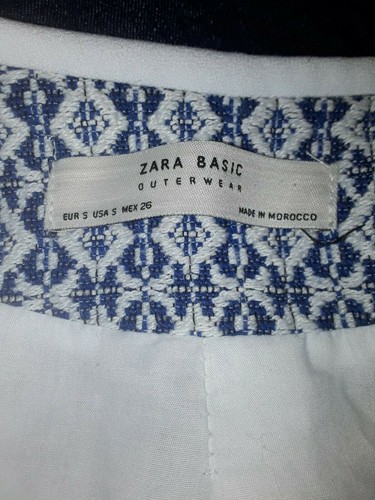 ZARA BASIC
OUTERWEAR
EUR S USA S MEX 26 MADE IN MOROCCO